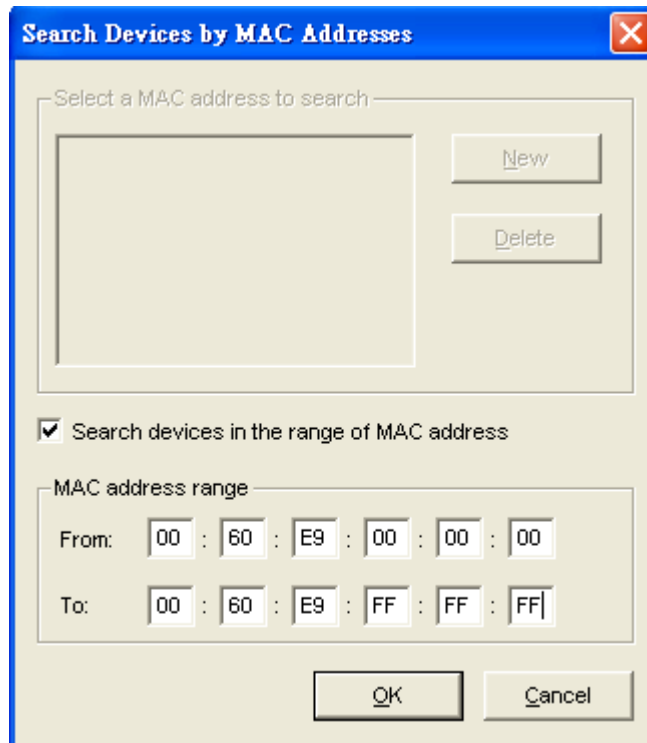 Search Devices by MAC Addresses
Select a MAC address to search
New
Delete
Search devices in the range of MAC address
MAC address range
From: 00 : 60 : E9 : 00 : 00 : 00
To: 00 : 60 : E9 : FF : FF : FF
OK Cancel